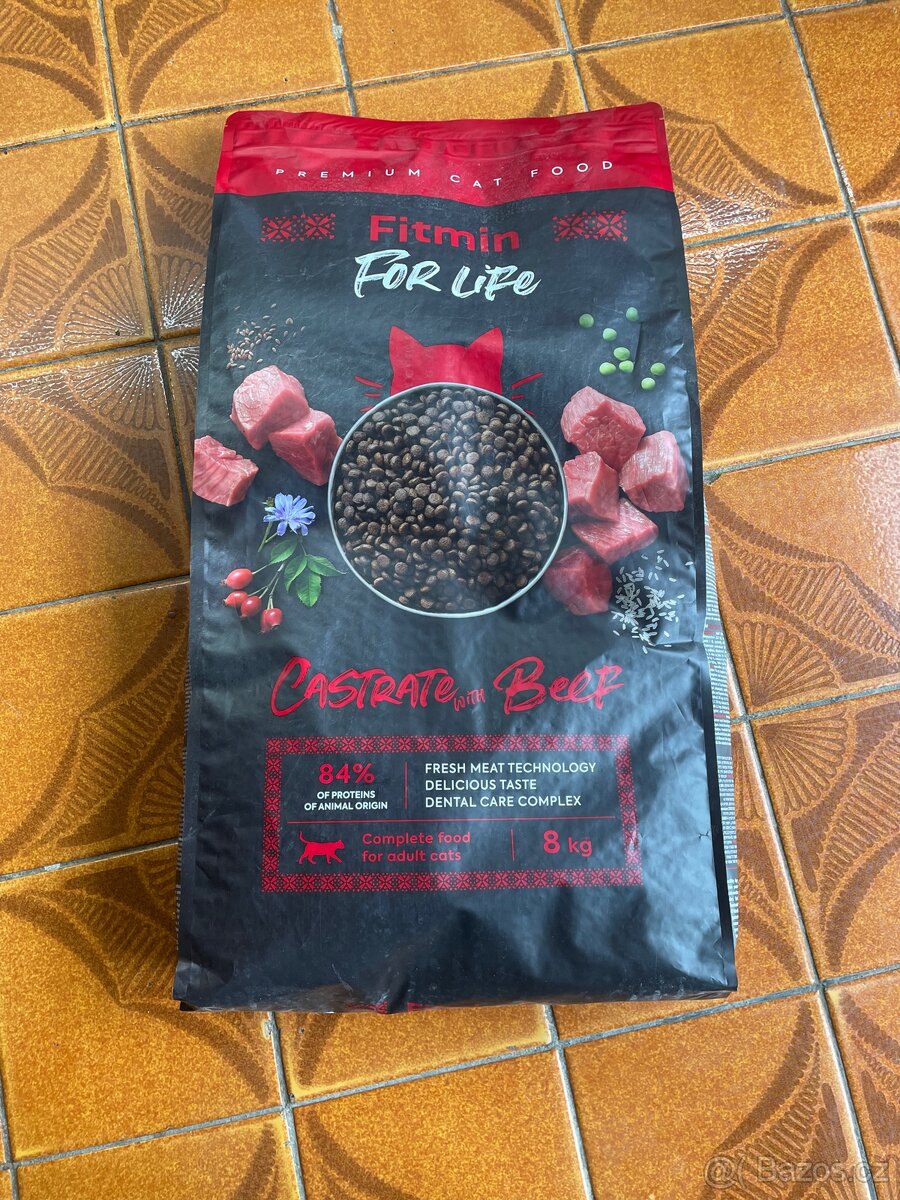 PREMIUM CAT FOOD
Fitmin
FOR LIFE
CASTRATE WITH BEEF
84%
OF PROTEINS
OF ANIMAL ORIGIN
FRESH MEAT TECHNOLOGY
DELICIOUS TASTE
DENTAL CARE COMPLEX
Complete food
for adult cats
8 kg
@ Bazos.cz